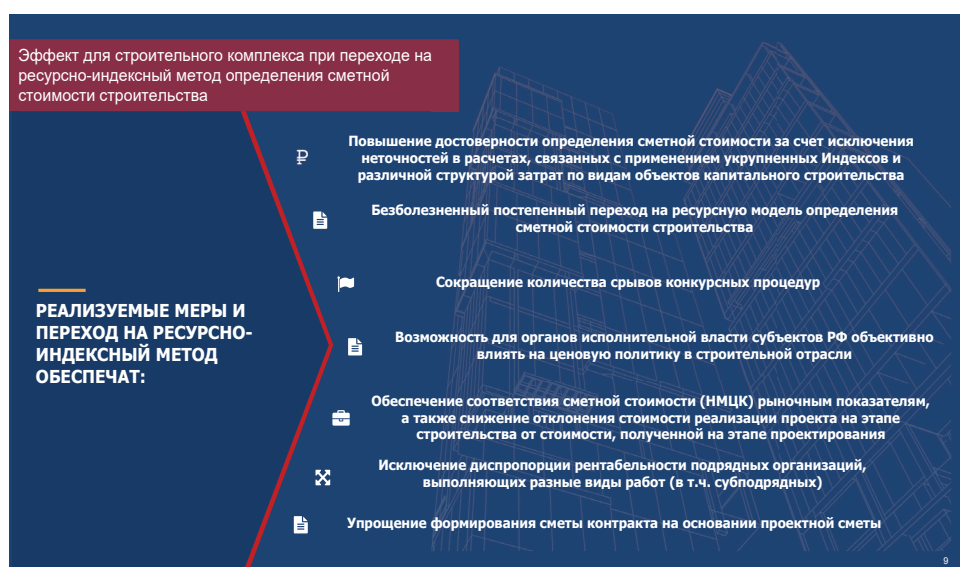 Эффект для строительного комплекса при переходе на
ресурсно-индексный метод определения сметной
стоимости строительства
РЕАЛИЗУЕМЫЕ МЕРЫ И
ПЕРЕХОД НА РЕСУРСНО-
ИНДЕКСНЫЙ МЕТОД
ОБЕСПЕЧАТ:
₽
Повышение достоверности определения сметной стоимости за счет исключения
неточностей в расчетах, связанных с применением укрупненных Индексов и
различной структурой затрат по видам объектов капитального строительства
Безболезненный постепенный переход на ресурсную модель определения
сметной стоимости строительства
Сокращение количества срывов конкурсных процедур
Возможность для органов исполнительной власти субъектов РФ объективно
влиять на ценовую политику в строительной отрасли
Обеспечение соответствия сметной стоимости (НМЦК) рыночным показателям,
а также снижение отклонения стоимости реализации проекта на этапе
строительства от стоимости, полученной на этапе проектирования
Исключение диспропорции рентабельности подрядных организаций,
выполняющих разные виды работ (в т.ч. субподрядных)
Упрощение формирования сметы контракта на основании проектной сметы
9